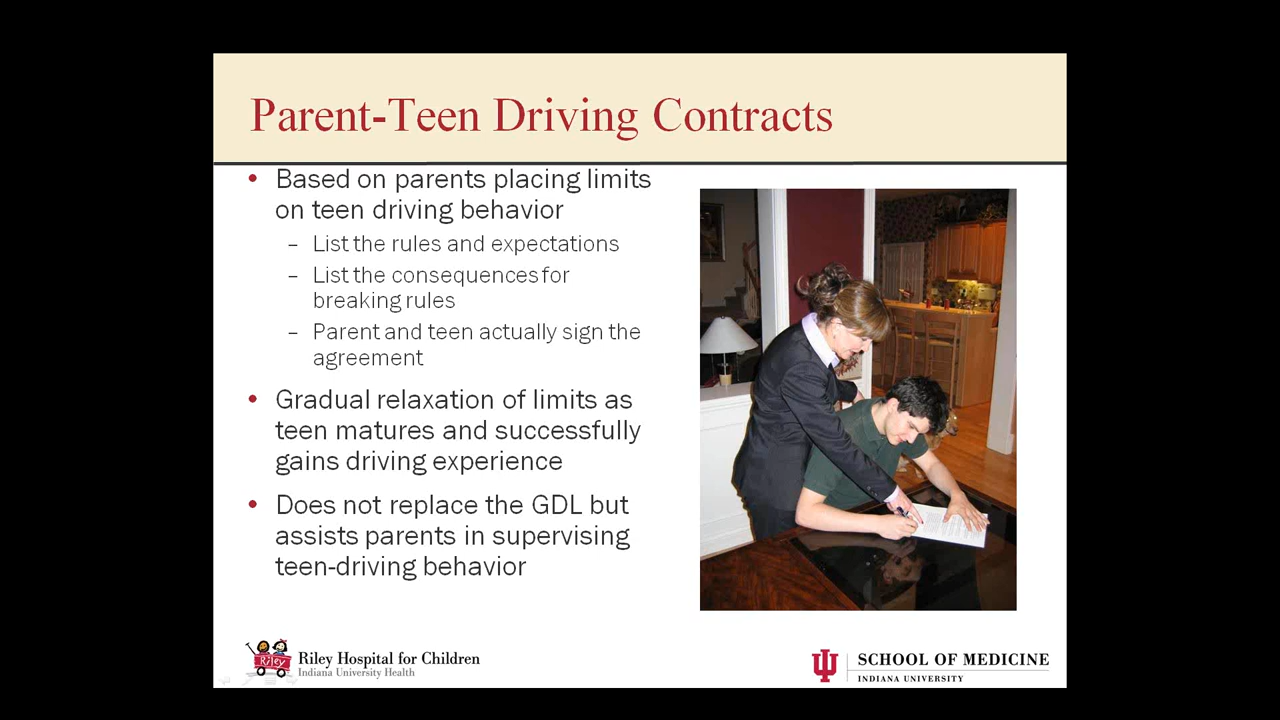 Parent-Teen Driving Contracts
• Based on parents placing limits
on teen driving behavior
– List the rules and expectations
– List the consequences for
breaking rules
– Parent and teen actually sign the
agreement
• Gradual relaxation of limits as
teen matures and successfully
gains driving experience
• Does not replace the GDL but
assists parents in supervising
teen-driving behavior
Riley
Riley Hospital for Children
Indiana University Health
SCHOOL OF MEDICINE
INDIANA UNIVERSITY